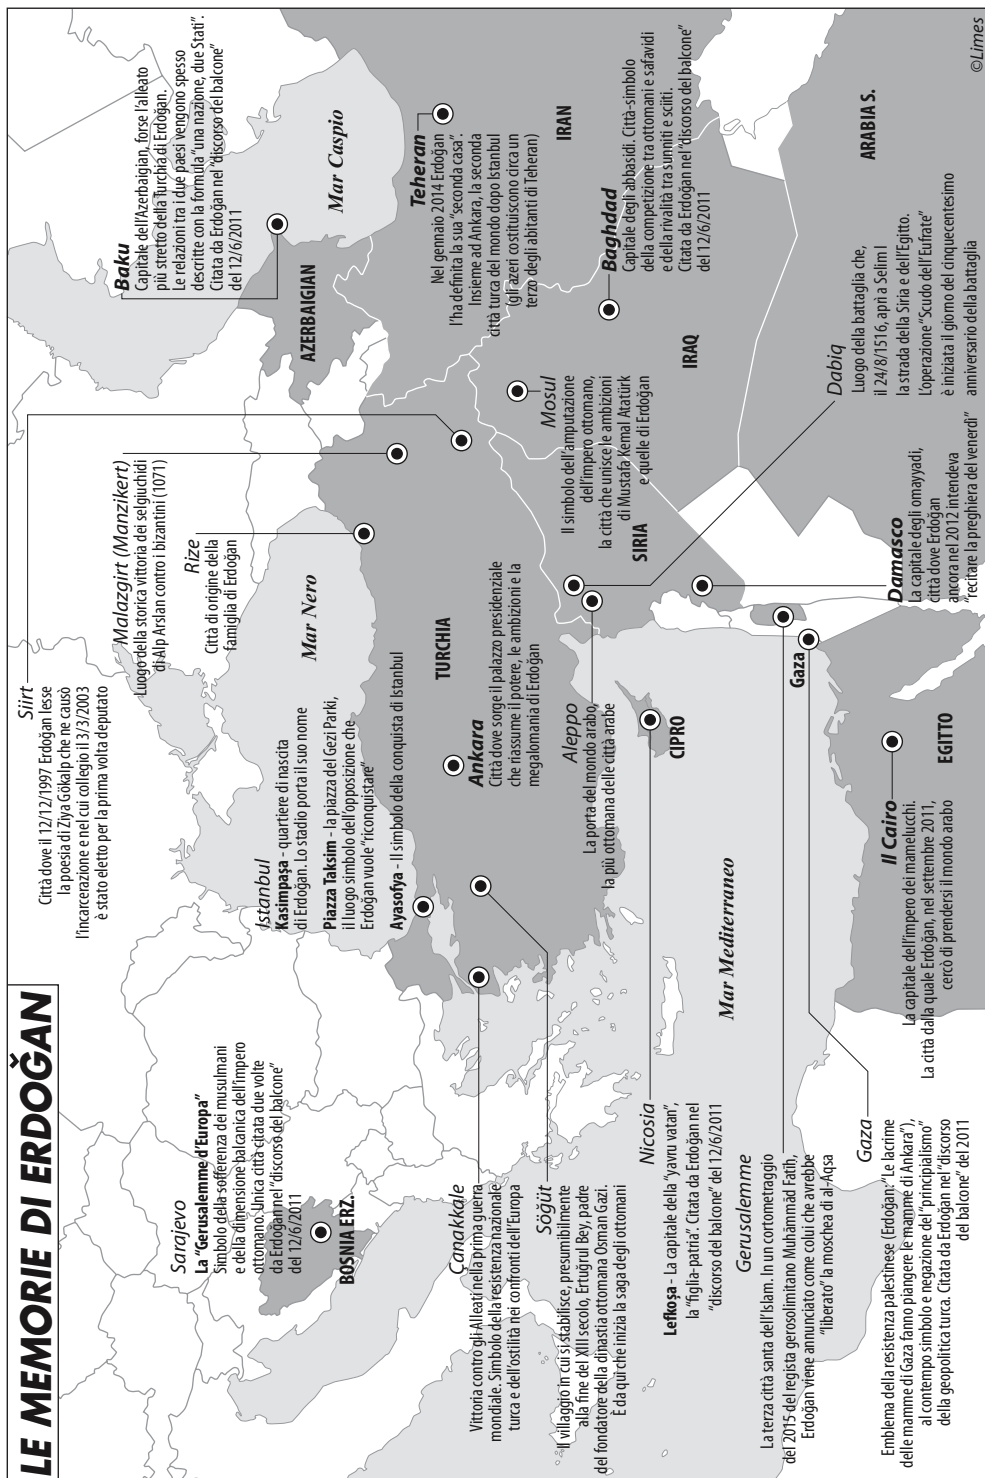 LE MEMORIE DI ERDOĞAN
Sarajevo
La "Gerusalemme d'Europa"
Simbolo della sofferenza dei musulmani
e della dimensione balcanica dell'impero
ottomano. Unica città citata due volte
da Erdoğan nel "discorso del balcone"
del 12/6/2011
BOSNIA ERZ.
Siirt
Città dove il 12/12/1997 Erdoğan lesse
la poesia di Ziya Gökalp che ne causò
l'incarcerazione e nel cui collegio il 3/3/2003
è stato eletto per la prima volta deputato
Malazgirt (Manzikert)
Luogo della storica vittoria dei selgiuchidi
di Alp Arslan contro i bizantini (1071)
Rize
Città di origine della
famiglia di Erdoğan
Baku
Capitale dell'Azerbaigian, forse l'alleato
più stretto della Turchia di Erdoğan.
Le relazioni tra i due paesi vengono spesso
descritte con la formula "una nazione, due Stati".
Citata da Erdoğan nel "discorso del balcone"
del 12/6/2011
Mar Caspio
AZERBAIGIAN
Istanbul
Kasimpaşa - quartiere di nascita
di Erdoğan. Lo stadio porta il suo nome
Piazza Taksim - la piazza del Gezi Parki,
il luogo simbolo dell'opposizione che
Erdoğan vuole "riconquistare"
Ayasofya - Il simbolo della conquista di Istanbul
Mar Nero
Teheran
Nel gennaio 2014 Erdoğan
l'ha definita la sua "seconda casa".
Insieme ad Ankara, la seconda
città turca del mondo dopo Istanbul
(gli azeri costituiscono circa un
terzo degli abitanti di Teheran)
IRAN
Çanakkale
Vittoria contro gli Alleati nella prima guerra
mondiale. Simbolo della resistenza nazionale
turca e dell'ostilità nei confronti dell'Europa
TURCHIA
Ankara
Città dove sorge il palazzo presidenziale
che riassume il potere, le ambizioni e la
megalomania di Erdoğan
Söğüt
Il villaggio in cui si stabilisce, presumibilmente
alla fine del XIII secolo, Ertuğrul Bey, padre
del fondatore della dinastia ottomana Osman Gazi.
È da qui che inizia la saga degli ottomani
Mosul
Il simbolo dell'amputazione
dell'impero ottomano,
la città che unisce le ambizioni
di Mustafa Kemal Atatürk
e quelle di Erdoğan
Baghdad
Capitale degli abbasidi. Città-simbolo
della competizione tra ottomani e safavidi
e della rivalità tra sunniti e sciiti.
Citata da Erdoğan nel "discorso del balcone"
del 12/6/2011
IRAQ
SIRIA
Aleppo
La porta del mondo arabo,
la più ottomana delle città arabe
Nicosia
Lefkoşa - La capitale della "yavru vatan",
la "figlia-patria". Citata da Erdoğan nel
"discorso del balcone" del 12/6/2011
CIPRO
Mar Mediterraneo
Gerusalemme
La terza città santa dell'Islam. In un cortometraggio
del 2015 del regista gerosolimitano Muḥammad Fatih,
Erdoğan viene annunciato come colui che avrebbe
"liberato" la moschea di al-Aqṣa
Gaza
Gaza
Emblema della resistenza palestinese (Erdoğan: "Le lacrime
delle mamme di Gaza fanno piangere le mamme di Ankara"),
al contempo simbolo e negazione del "principialismo"
della geopolitica turca. Citata da Erdoğan nel "discorso
del balcone" del 2011
Il Cairo
La capitale dell'impero dei mamelucchi.
La città dalla quale Erdoğan, nel settembre 2011,
cercò di prendersi il mondo arabo
EGITTO
Damasco
La capitale degli omayyadi,
città dove Erdoğan
ancora nel 2012 intendeva
"recitare la preghiera del venerdì"
Dabiq
Luogo della battaglia che,
il 24/8/1516, aprì a Selim I
la strada della Siria e dell'Egitto.
L'operazione "Scudo dell'Eufrate"
è iniziata il giorno del cinquecentesimo
anniversario della battaglia
ARABIA S.
©Limes